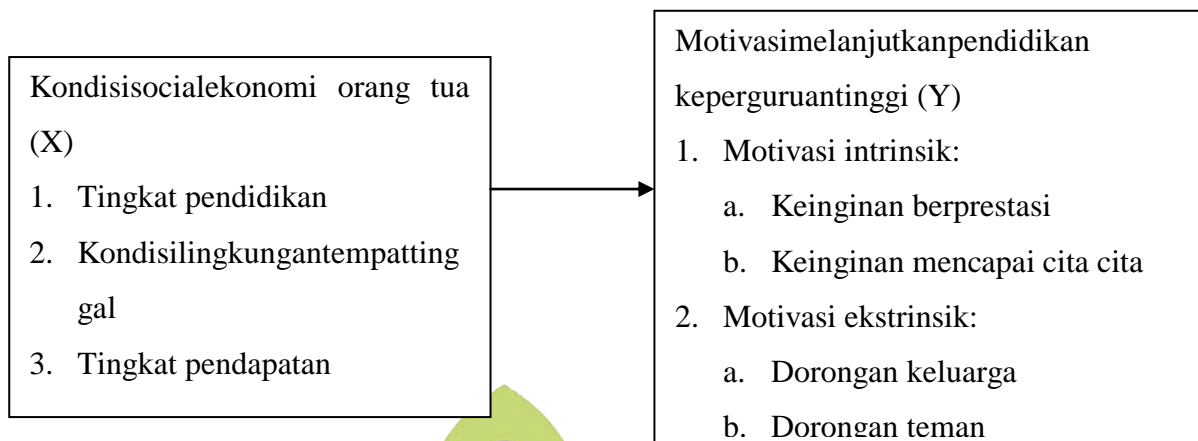 Kondisisocialekonomi orang tua
(X)
1. Tingkat pendidikan
2. Kondisilingkungantempatting
gal
3. Tingkat pendapatan
Motivasimelanjutkanpendidikan
keperguruantinggi (Y)
1. Motivasi intrinsik:
a. Keinginan berprestasi
b. Keinginan mencapai cita cita
2. Motivasi ekstrinsik:
a. Dorongan keluarga
b. Dorongan teman